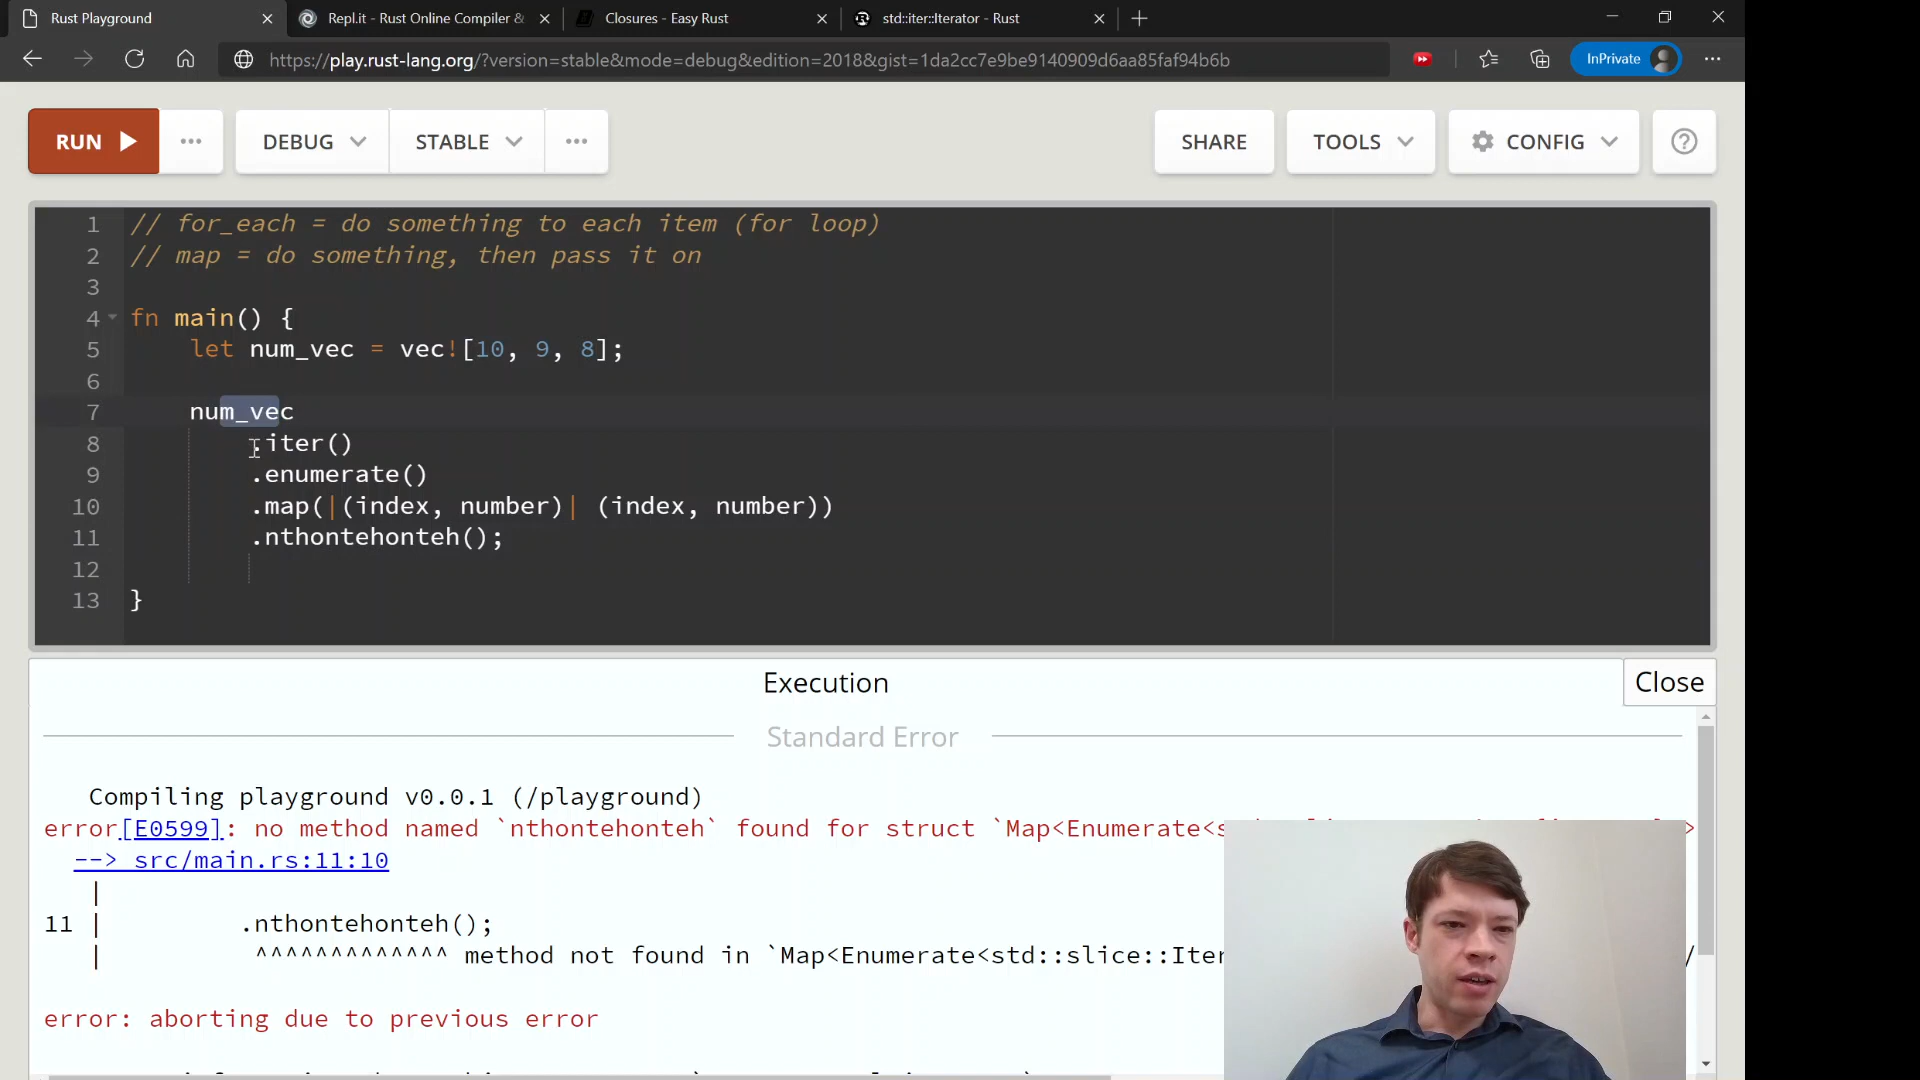 Rust Playground
Repl.it - Rust Online Compiler &
Closures - Easy Rust
std::iter::Iterator - Rust
https://play.rust-lang.org/?version=stable&mode=debug&edition=2018&gist=1da2cc7e9be9140909d6aa85faf94b6b
InPrivate
RUN
DEBUG
STABLE
SHARE
TOOLS
CONFIG
1 // for_each = do something to each item (for loop)
2 // map = do something, then pass it on
3
4 fn main() {
5 let num_vec = vec![10, 9, 8];
6
7 num_vec
8 .iter()
9 .enumerate()
10 .map(|(index, number)| (index, number))
11 .nthontehonteh();
12
13 }
Execution
Close
Standard Error
Compiling playground v0.0.1 (/playground)
error[E0599]: no method named `nthontehonteh` found for struct `Map<Enumerate<
--> src/main.rs:11:10
|
11 | .nthontehonteh();
| ^^^^^^^^^^^^^ method not found in `Map<Enumerate<std::slice::Iter
error: aborting due to previous error